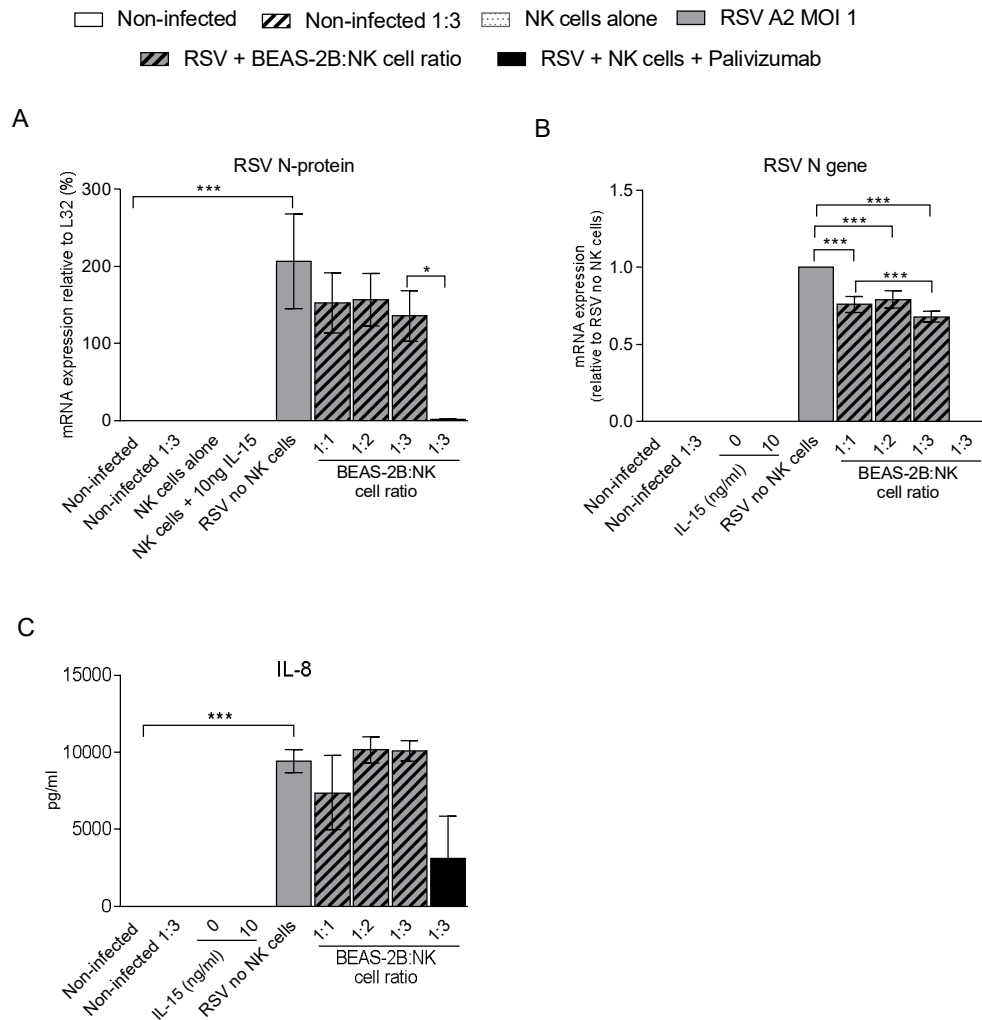 Non-infected
Non-infected 1:3
NK cells alone
RSV A2 MOI 1
RSV + BEAS-2B:NK cell ratio
RSV + NK cells + Palivizumab
A
RSV N-protein
mRNA expression relative to L32 (%)
300
200
100
0
***
*
Non-infected
Non-infected 1:3
NK cells alone
NK cells + 10ng IL-15
RSV no NK cells
1:1
1:2
1:3
1:3
BEAS-2B:NK
cell ratio
B
RSV N gene
mRNA expression
(relative to RSV no NK cells)
1.5
1.0
0.5
0.0
***
***
***
***
Non-infected
Non-infected 1:3
0
10
IL-15 (ng/ml)
RSV no NK cells
1:1
1:2
1:3
1:3
BEAS-2B:NK
cell ratio
C
IL-8
pg/ml
15000
10000
5000
0
***
Non-infected
Non-infected 1:3
0
10
IL-15 (ng/ml)
RSV no NK cells
1:1
1:2
1:3
1:3
BEAS-2B:NK
cell ratio